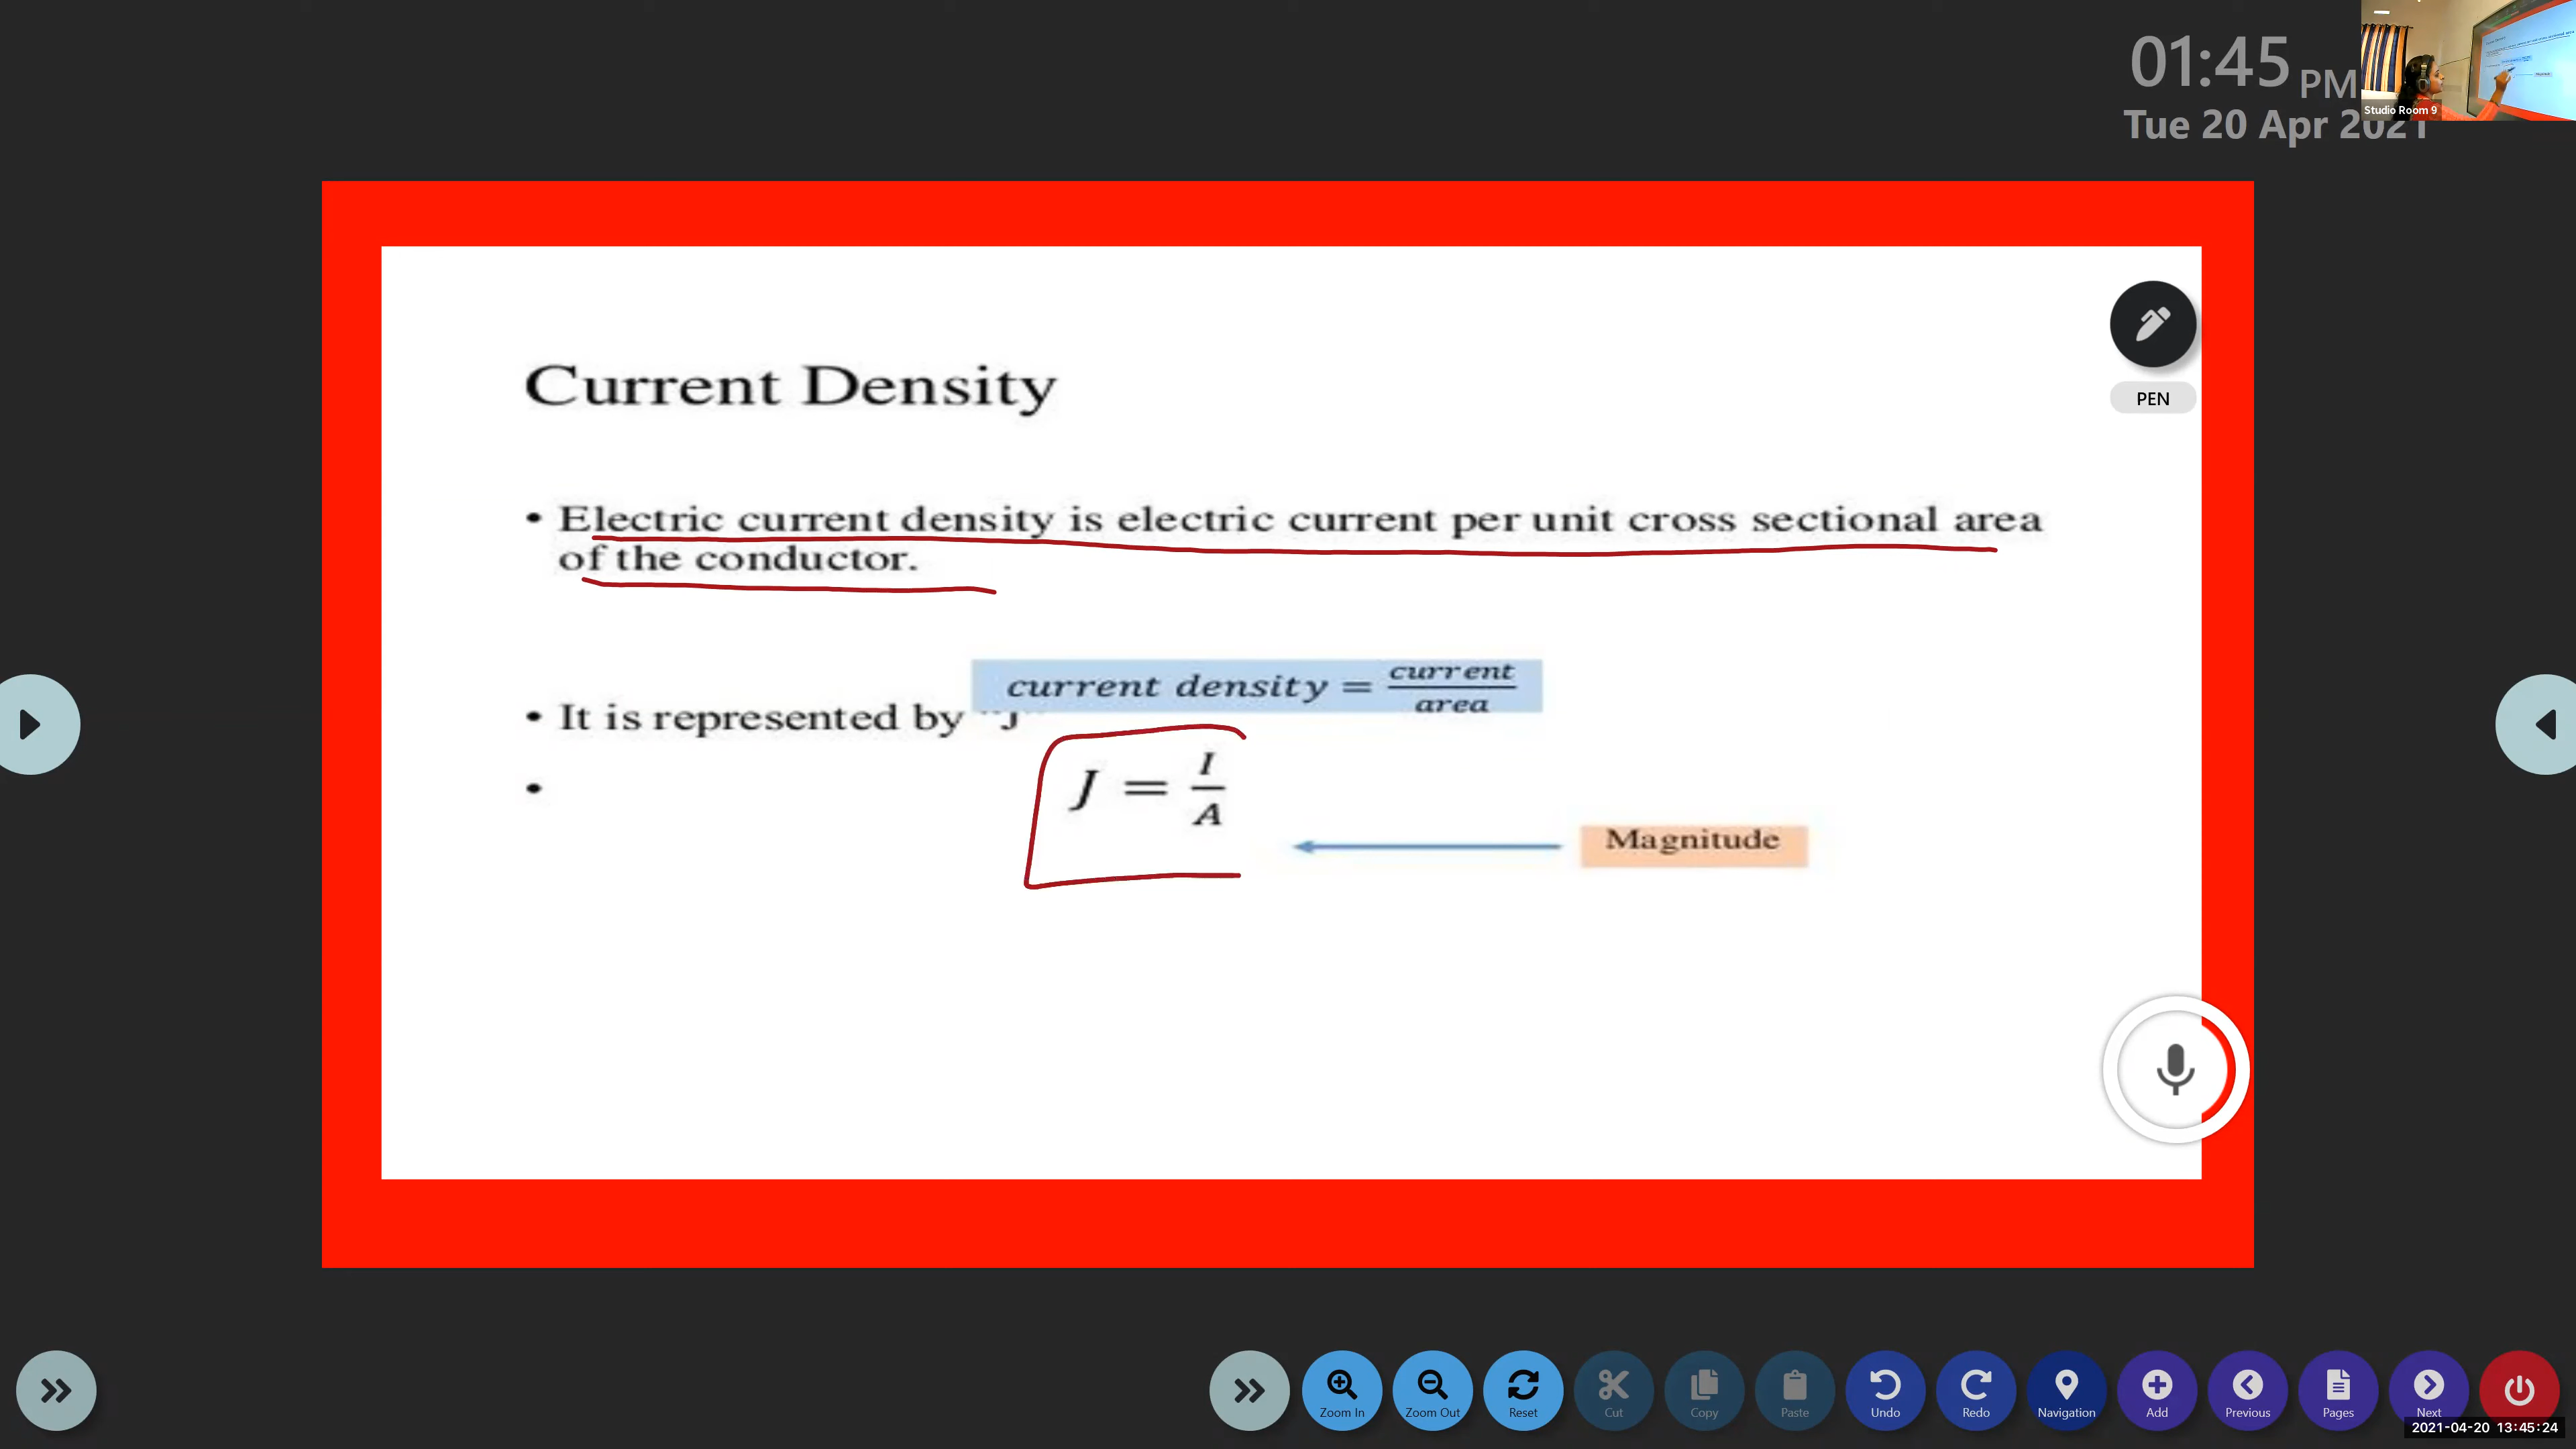 01:45 PM
Tue 20 Apr 2021
Studio Room 9
PEN
Current Density
• Electric current density is electric current per unit cross sectional area
of the conductor.
current density = current / area
• It is represented by "J"
•
J = I / A
Magnitude
Zoom In
Zoom Out
Reset
Cut
Copy
Paste
Undo
Redo
Navigation
Add
Previous
Pages
Next
2021-04-20 13:45:24